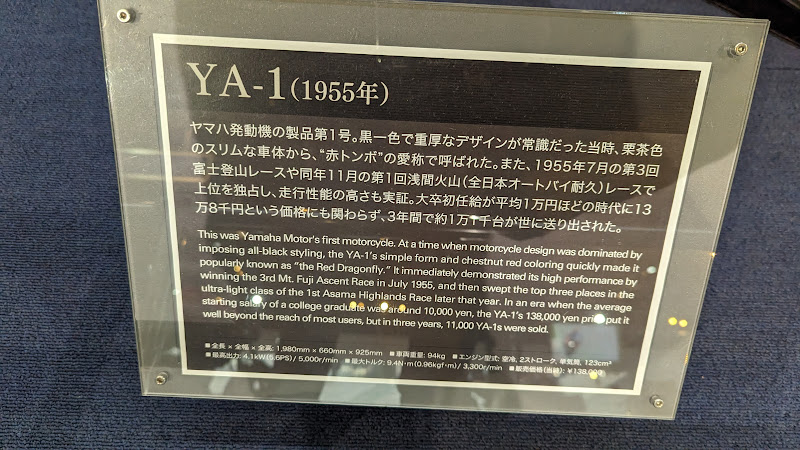 YA-1(1955年)
ヤマハ発動機の製品第1号。黒一色で重厚なデザインが常識だった当時、栗茶色
のスリムな車体から、“赤トンボ”の愛称で呼ばれた。また、1955年7月の第3回
富士登山レースや同年11月の第1回浅間火山(全日本オートバイ耐久)レースで
上位を独占し、走行性能の高さも実証。大卒初任給が平均1万円ほどの時代に13
万8千円という価格にも関わらず、3年間で約1万1千台が世に送り出された。
This was Yamaha Motor's first motorcycle. At a time when motorcycle design was dominated by
imposing all-black styling, the YA-1's simple form and chestnut red coloring quickly made it
popularly known as “the Red Dragonfly.” It immediately demonstrated its high performance by
winning the 3rd Mt. Fuji Ascent Race in July 1955, and then swept the top three places in the
ultra-light class of the 1st Asama Highlands Race later that year. In an era when the average
starting salary of a college graduate was around 10,000 yen, the YA-1's 138,000 yen price put it
well beyond the reach of most users, but in three years, 11,000 YA-1s were sold.
■全長 × 全幅 × 全高: 1,980mm × 660mm × 925mm ■車両重量: 94kg ■エンジン型式: 空冷, 2ストローク, 単気筒, 123cm³
■最高出力: 4.1kW(5.6PS)/ 5,000r/min ■最大トルク: 9.4N・m(0.96kgf・m)/ 3,300r/min ■販売価格(当時): ¥138,000